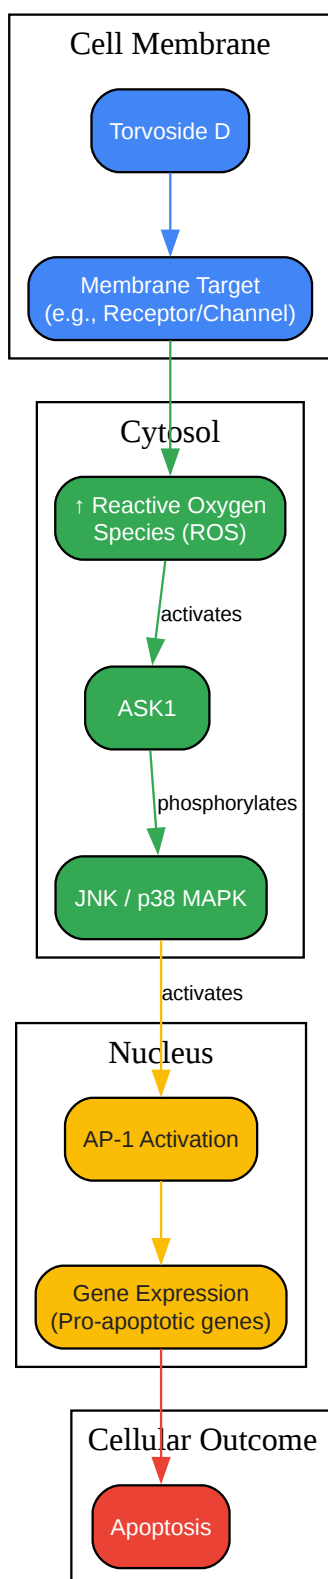 Cell Membrane
Torvoside D
Membrane Target
(e.g., Receptor/Channel)
Cytosol
↑ Reactive Oxygen
Species (ROS)
activates
ASK1
phosphorylates
JNK / p38 MAPK
activates
Nucleus
AP-1 Activation
Gene Expression
(Pro-apoptotic genes)
Cellular Outcome
Apoptosis